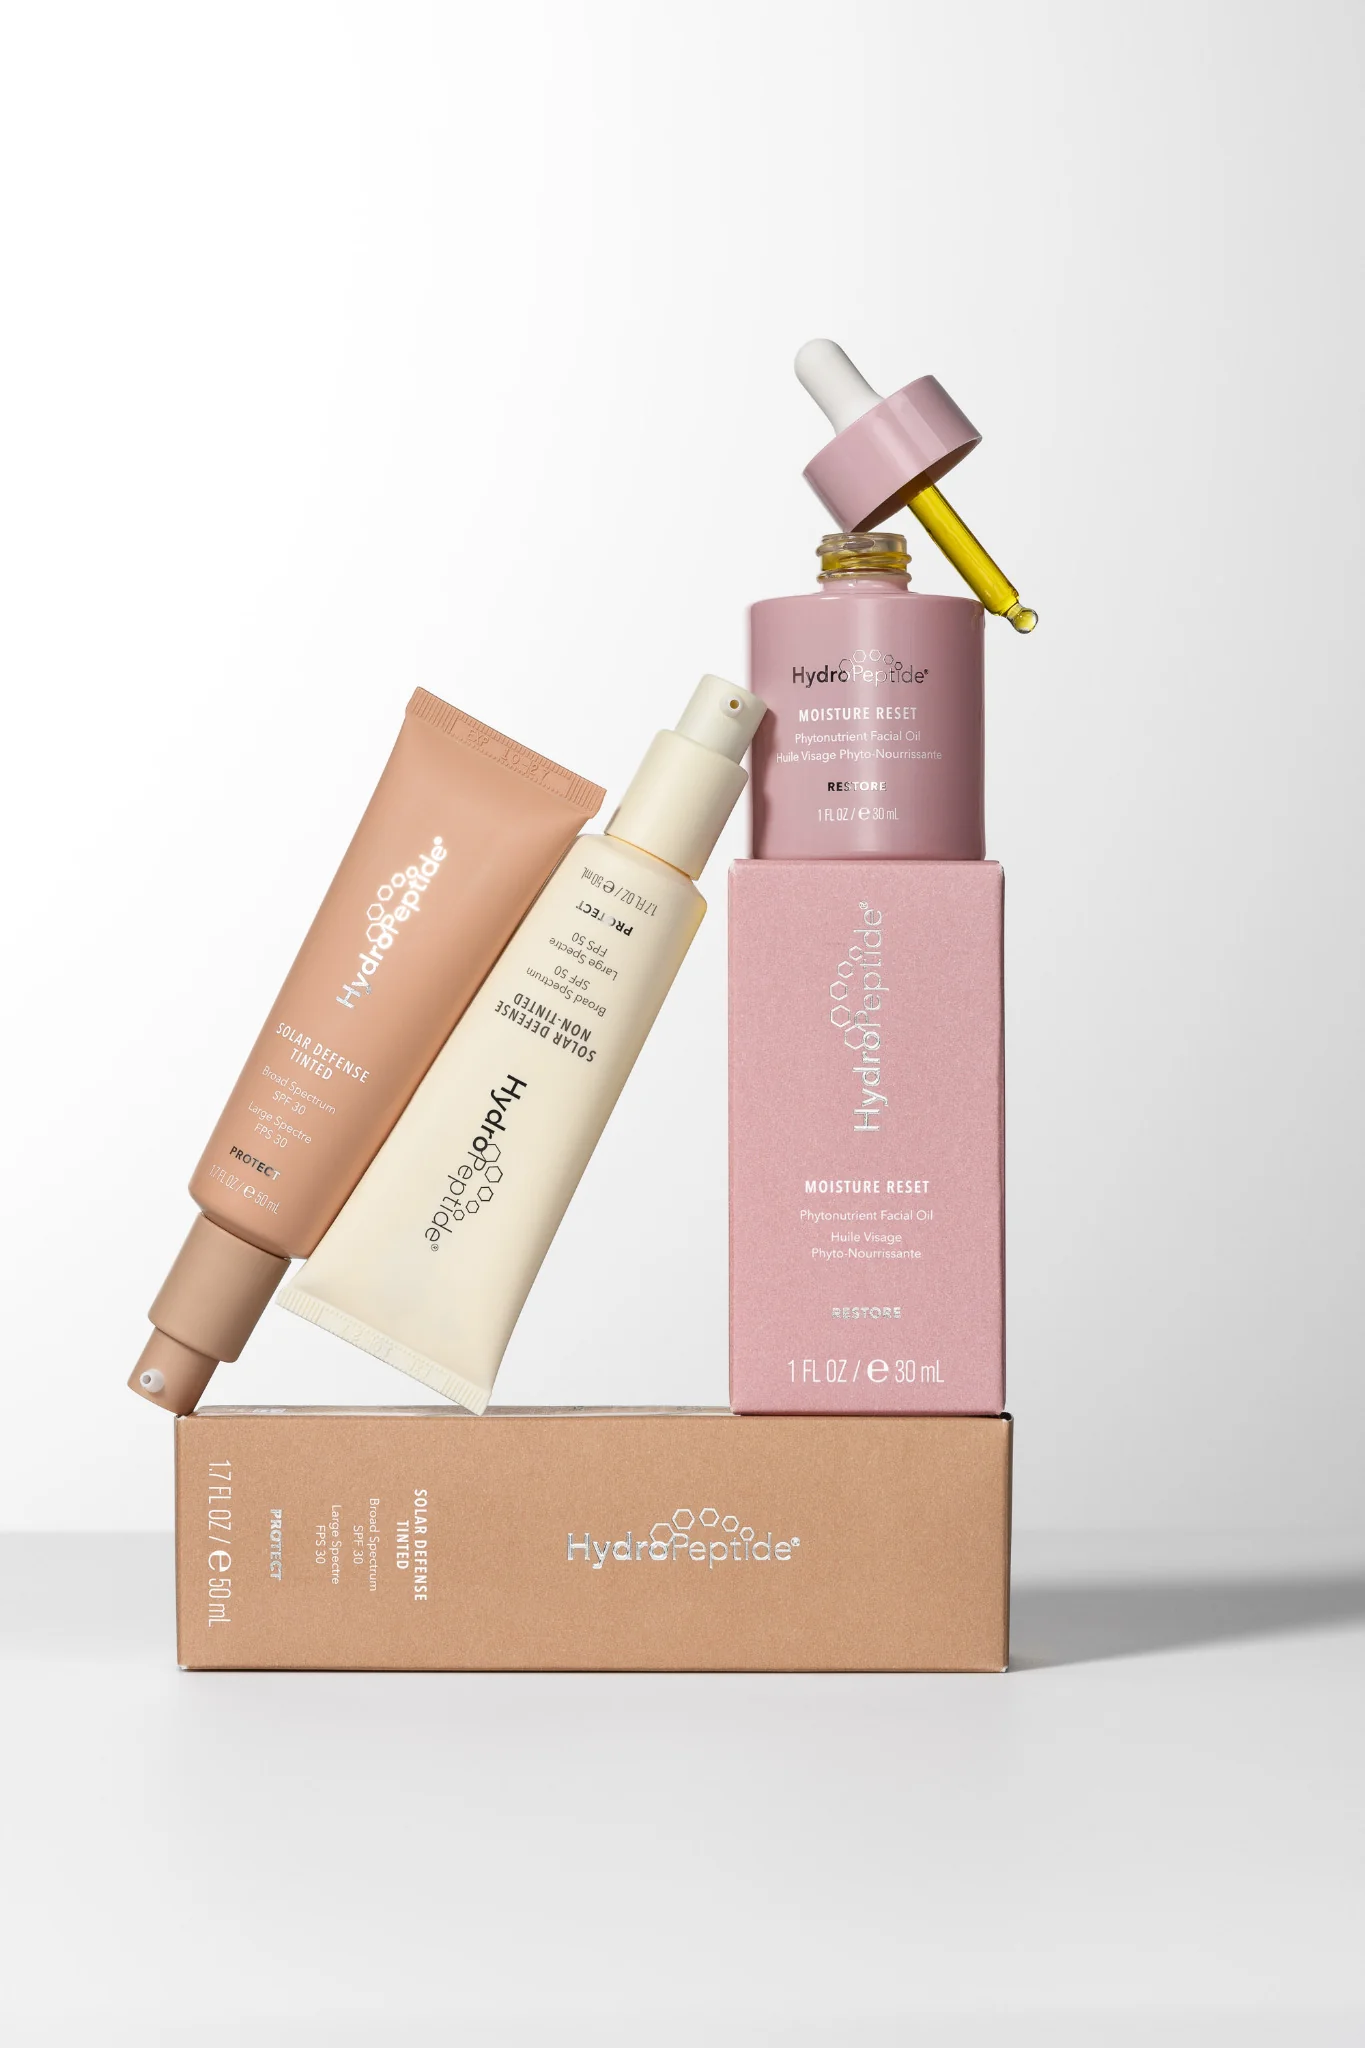 HydroPeptide®
MOISTURE RESET
Phytonutrient Facial Oil
Huile Visage Phyto-Nourrissante
RESTORE
1 FL OZ / ℮ 30 mL
EXP 10 27
HydroPeptide®
SOLAR DEFENSE
TINTED
Broad Spectrum
SPF 30
Large Spectre
FPS 30
PROTECT
1.7 FL OZ / ℮ 50 mL
HydroPeptide®
SOLAR DEFENSE
NON-TINTED
Broad Spectrum
SPF 50
Large Spectre
FPS 50
PROTECT
1.7 FL OZ / ℮ 50 mL
HydroPeptide®
MOISTURE RESET
Phytonutrient Facial Oil
Huile Visage
Phyto-Nourrissante
RESTORE
1 FL OZ / ℮ 30 mL
HydroPeptide®
SOLAR DEFENSE
TINTED
Broad Spectrum
SPF 30
Large Spectre
FPS 30
PROTECT
1.7 FL OZ / ℮ 50 mL